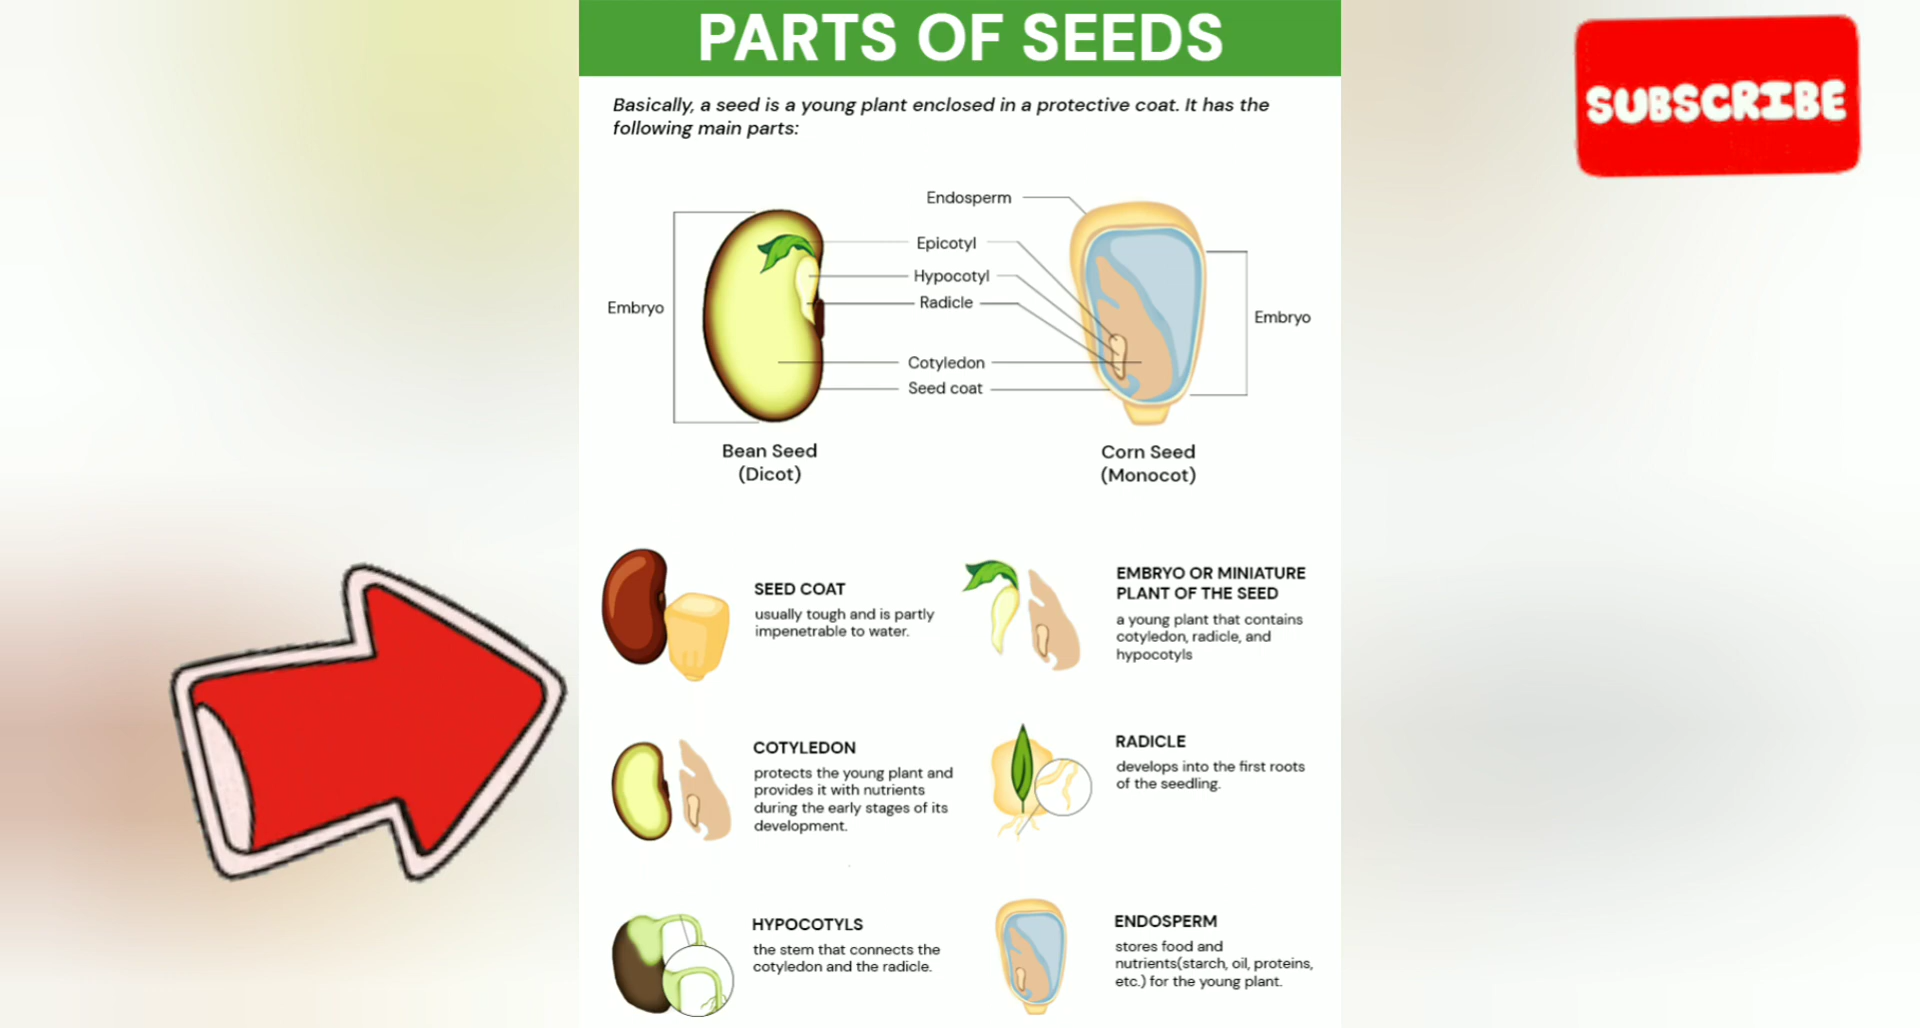 PARTS OF SEEDS
SUBSCRIBE
Basically, a seed is a young plant enclosed in a protective coat. It has the
following main parts:
Endosperm
Epicotyl
Hypocotyl
Radicle
Embryo
Embryo
Cotyledon
Seed coat
Bean Seed
(Dicot)
Corn Seed
(Monocot)
SEED COAT
usually tough and is partly
impenetrable to water.
EMBRYO OR MINIATURE
PLANT OF THE SEED
a young plant that contains
cotyledon, radicle, and
hypocotyls
COTYLEDON
protects the young plant and
provides it with nutrients
during the early stages of its
development.
RADICLE
develops into the first roots
of the seedling.
HYPOCOTYLS
the stem that connects the
cotyledon and the radicle.
ENDOSPERM
stores food and
nutrients(starch, oil, proteins,
etc.) for the young plant.